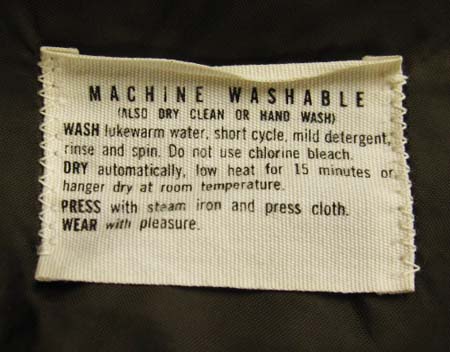 MACHINE WASHABLE
(ALSO DRY CLEAN OR HAND WASH)
WASH lukewarm water, short cycle, mild detergent,
rinse and spin. Do not use chlorine bleach.
DRY automatically, low heat for 15 minutes or
hanger dry at room temperature.
PRESS with steam iron and press cloth.
WEAR with pleasure.